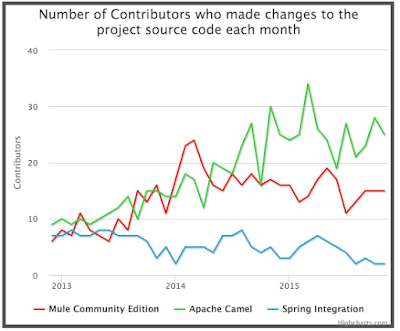 Number of Contributors who made changes to the
project source code each month
40
30
20
10
0
Contributors
2013
2014
2015
Mule Community Edition
Apache Camel
Spring Integration
Highcharts.com